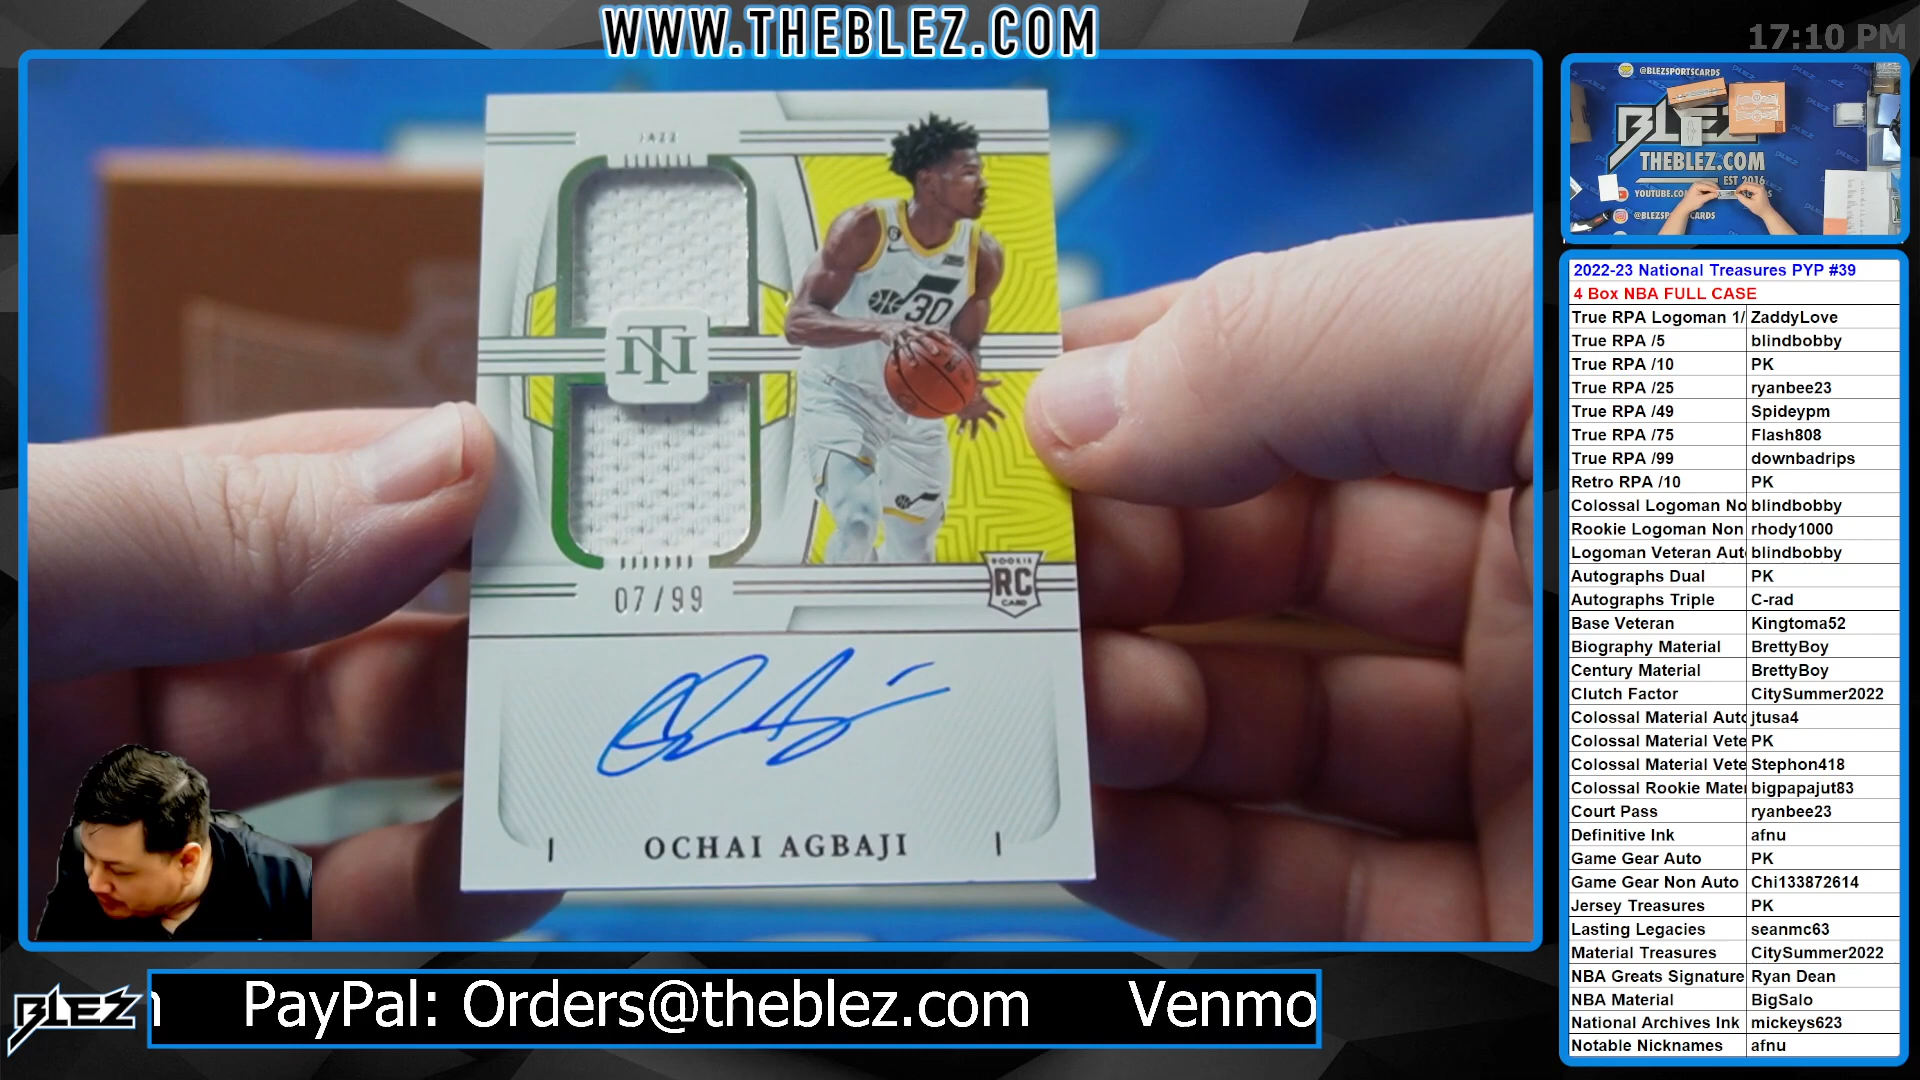 WWW.THEBLEZ.COM
17:10 PM
JAZZ
30
NT
07/99
ROOKIE
RC
CARD
OCHAI AGBAJI
@BLEZSPORTSCARDS
BLEZ
THEBLEZ.COM
EST 2016
2022-23 National Treasures PYP #39
4 Box NBA FULL CASE
True RPA Logoman 1/ ZaddyLove
True RPA /5 blindbobby
True RPA /10 PK
True RPA /25 ryanbee23
True RPA /49 Spideypm
True RPA /75 Flash808
True RPA /99 downbadrips
Retro RPA /10 PK
Colossal Logoman No blindbobby
Rookie Logoman Non rhody1000
Logoman Veteran Aut blindbobby
Autographs Dual PK
Autographs Triple C-rad
Base Veteran Kingtoma52
Biography Material BrettyBoy
Century Material BrettyBoy
Clutch Factor CitySummer2022
Colossal Material Auto jtusa4
Colossal Material Vete PK
Colossal Material Vete Stephon418
Colossal Rookie Mate bigpapajut83
Court Pass ryanbee23
Definitive Ink afnu
Game Gear Auto PK
Game Gear Non Auto Chi133872614
Jersey Treasures PK
Lasting Legacies seanmc63
Material Treasures CitySummer2022
NBA Greats Signature Ryan Dean
NBA Material BigSalo
National Archives Ink mickeys623
Notable Nicknames afnu
BLEZ
PayPal: Orders@theblez.com Venmo